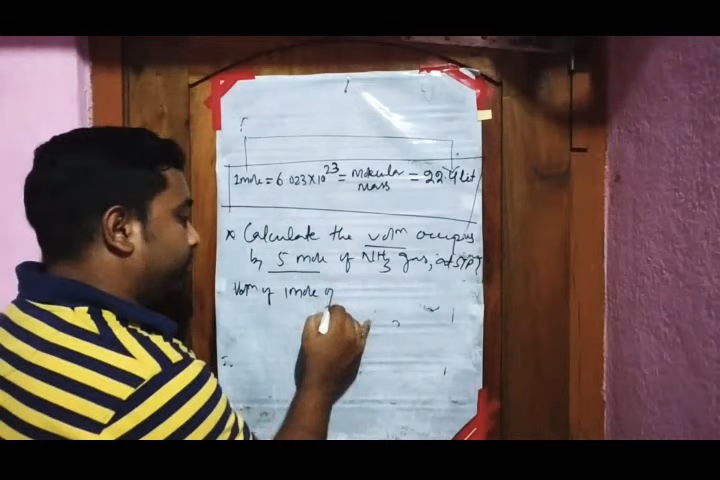 1 mole = 6.023 x 10^23 = Molecular Mass = 22.4 lit
* Calculate the volm occupies
by 5 mole of NH3 gas, at STP?
Volm of 1 mole of